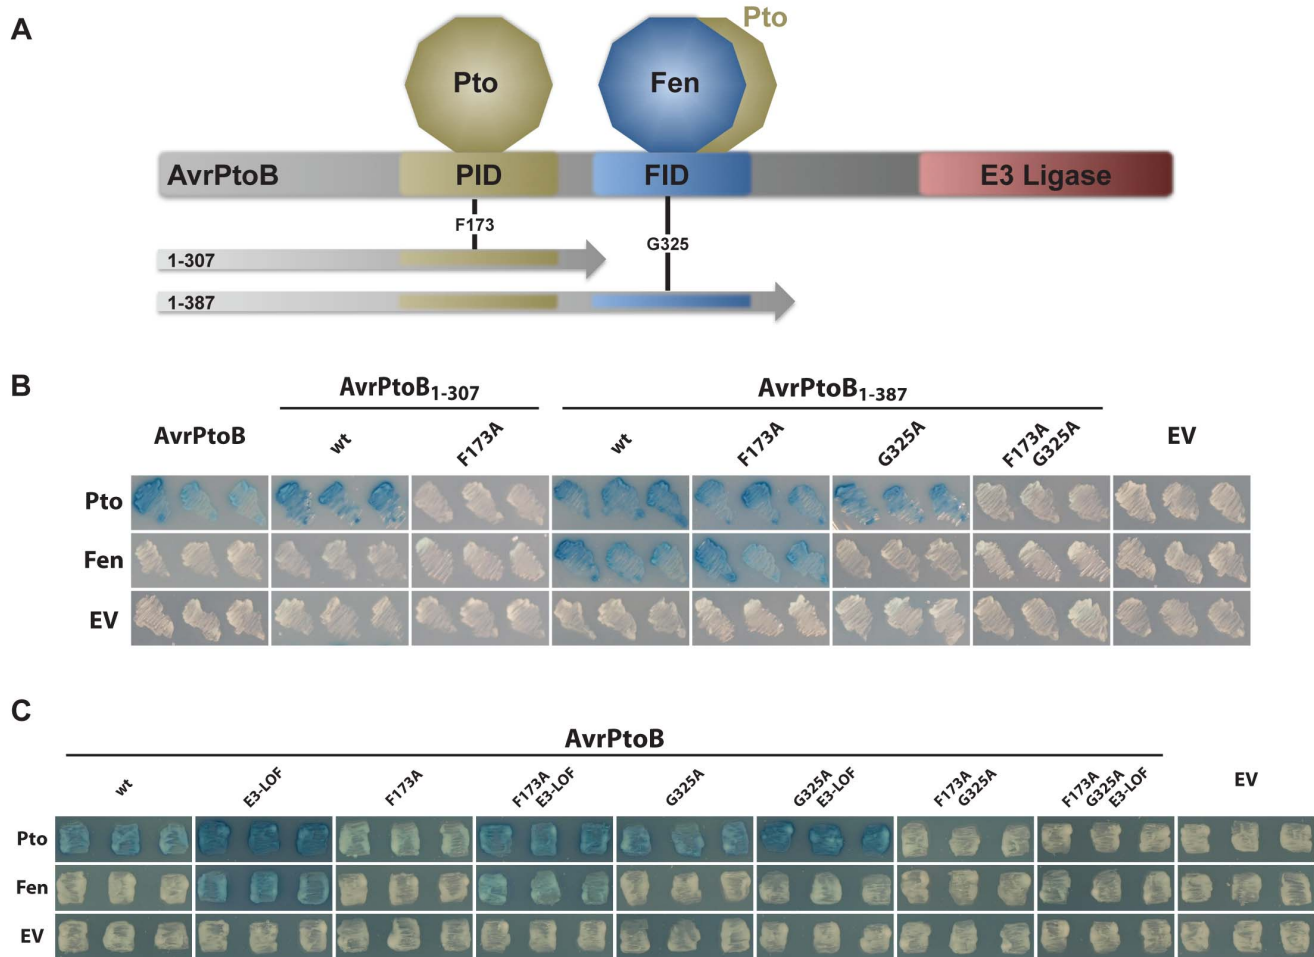 A
Pto
Pto
Fen
AvrPtoB
PID
FID
E3 Ligase
F173
G325
1-307
1-387
B
AvrPtoB1-307
AvrPtoB1-387
AvrPtoB
wt
F173A
wt
F173A
G325A
F173A
G325A
EV
Pto
Fen
EV
C
AvrPtoB
wt
E3-LOF
F173A
F173A
E3-LOF
G325A
G325A
E3-LOF
F173A
G325A
F173A
G325A
E3-LOF
EV
Pto
Fen
EV